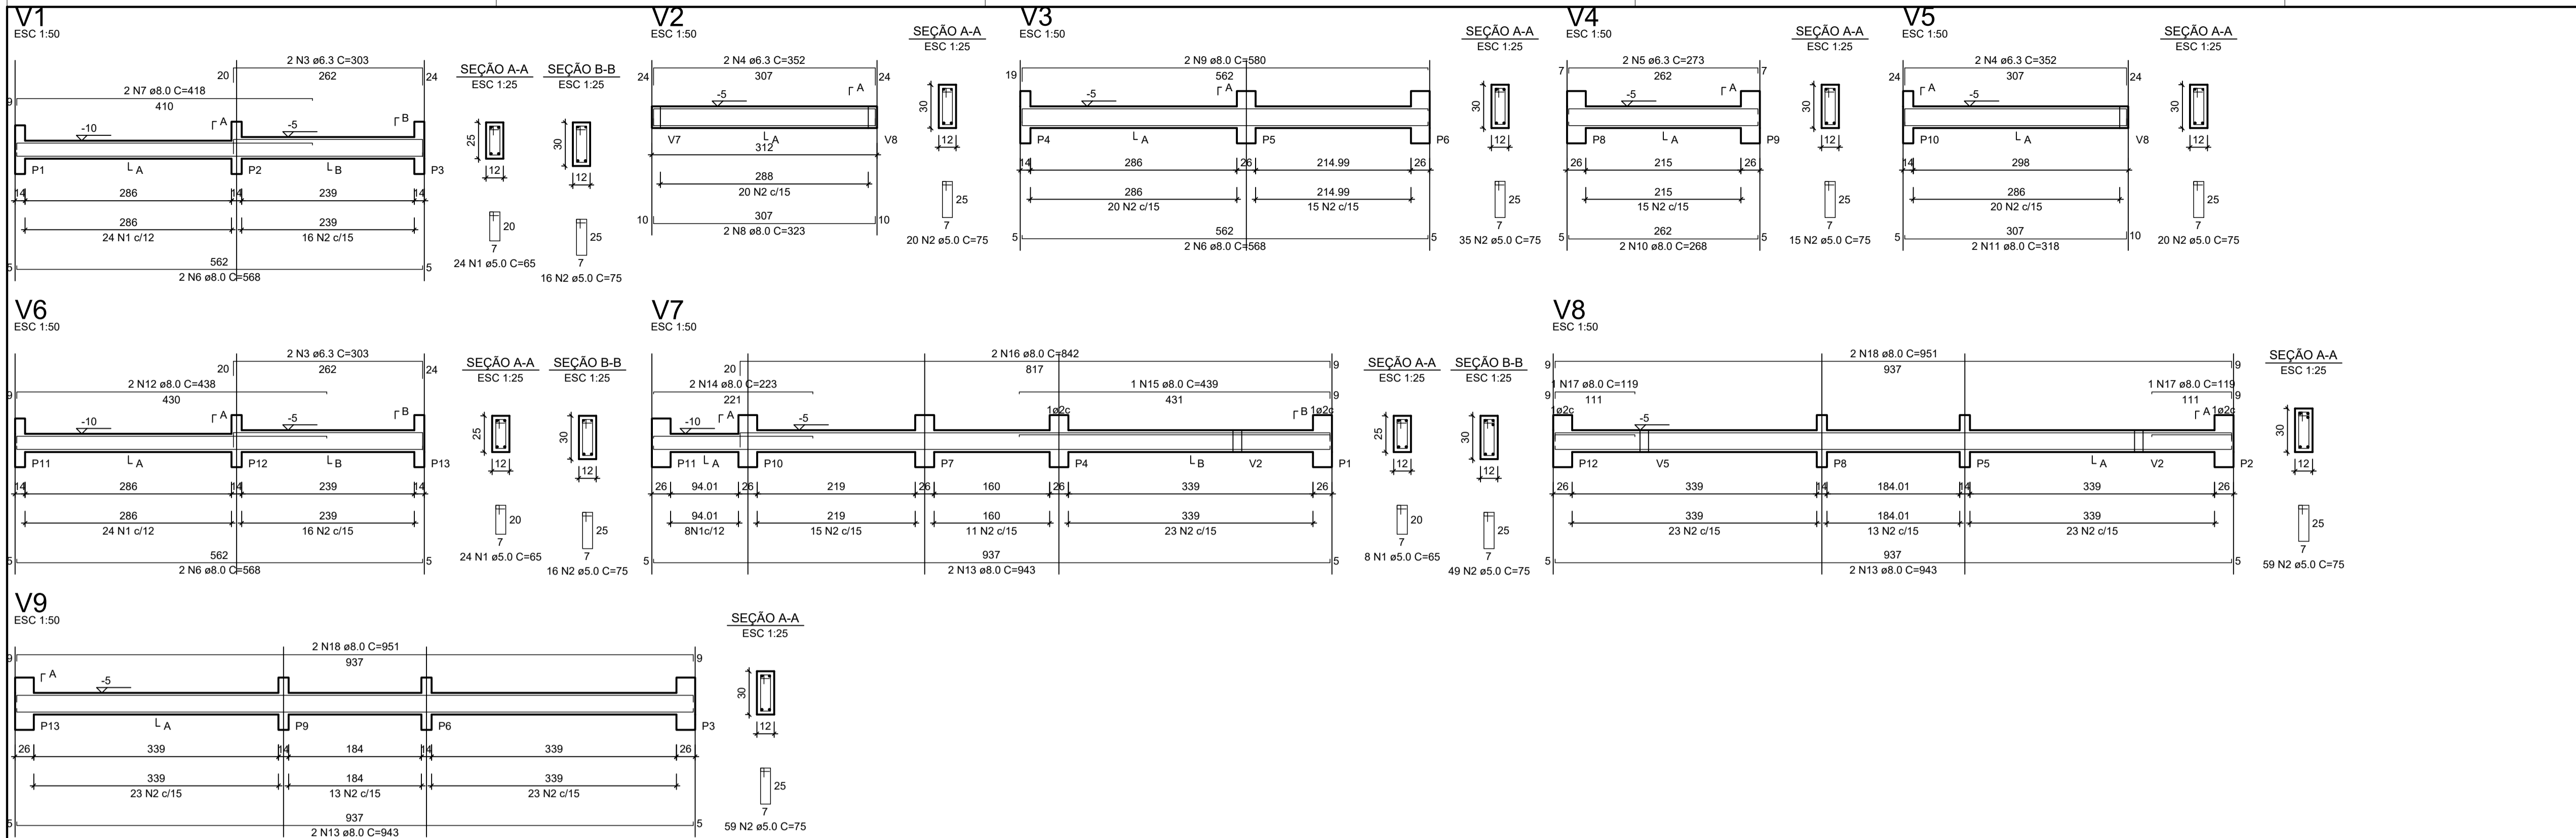 V1
ESC 1:50
2 N3 ø6.3 C=303
20 262 24
2 N7 ø8.0 C=418
9 410
A B
-10 -5
P1 A P2 B P3
14 286 14 239 14
286 239
24 N1 c/12 16 N2 c/15
5 562 5
2 N6 ø8.0 C=568
SEÇÃO A-A
ESC 1:25
25
12
20
7
24 N1 ø5.0 C=65
SEÇÃO B-B
ESC 1:25
30
12
25
7
16 N2 ø5.0 C=75
V2
ESC 1:50
2 N4 ø6.3 C=352
24 307 24
A
-5
V7 A V8
312
288
20 N2 c/15
10 307 10
2 N8 ø8.0 C=323
SEÇÃO A-A
ESC 1:25
30
12
25
7
20 N2 ø5.0 C=75
V3
ESC 1:50
2 N9 ø8.0 C=580
19 562
A
-5
P4 A P5 P6
14 286 26 214.99 26
286 214.99
20 N2 c/15 15 N2 c/15
5 562 5
2 N6 ø8.0 C=568
SEÇÃO A-A
ESC 1:25
30
12
25
7
35 N2 ø5.0 C=75
V4
ESC 1:50
2 N5 ø6.3 C=273
7 262 7
A
-5
P8 A P9
26 215 26
215
15 N2 c/15
5 262 5
2 N10 ø8.0 C=268
SEÇÃO A-A
ESC 1:25
30
12
25
7
15 N2 ø5.0 C=75
V5
ESC 1:50
2 N4 ø6.3 C=352
24 307 24
A
-5
P10 A V8
14 298
286
20 N2 c/15
5 307 10
2 N11 ø8.0 C=318
SEÇÃO A-A
ESC 1:25
30
12
25
7
20 N2 ø5.0 C=75
V6
ESC 1:50
2 N3 ø6.3 C=303
20 262 24
2 N12 ø8.0 C=438
9 430
A B
-10 -5
P11 A P12 B P13
14 286 14 239 14
286 239
24 N1 c/12 16 N2 c/15
5 562 5
2 N6 ø8.0 C=568
SEÇÃO A-A
ESC 1:25
25
12
20
7
24 N1 ø5.0 C=65
SEÇÃO B-B
ESC 1:25
30
12
25
7
16 N2 ø5.0 C=75
V7
ESC 1:50
2 N16 ø8.0 C=842
20 817 9
2 N14 ø8.0 C=223 1 N15 ø8.0 C=439
9 221 431 9
1ø2c 1ø2c
A B
-10 -5
P11 A P10 P7 P4 B V2 P1
26 94.01 26 219 26 160 26 339 26
94.01 219 160 339
8N1c/12 15 N2 c/15 11 N2 c/15 23 N2 c/15
5 937 5
2 N13 ø8.0 C=943
SEÇÃO A-A
ESC 1:25
25
12
20
7
8 N1 ø5.0 C=65
SEÇÃO B-B
ESC 1:25
30
12
25
7
49 N2 ø5.0 C=75
V8
ESC 1:50
2 N18 ø8.0 C=951
9 937 9
1 N17 ø8.0 C=119 1 N17 ø8.0 C=119
9 111 111 9
1ø2c A 1ø2c
-5
P12 V5 P8 P5 A V2 P2
26 339 14 184.01 14 339 26
339 184.01 339
23 N2 c/15 13 N2 c/15 23 N2 c/15
5 937 5
2 N13 ø8.0 C=943
SEÇÃO A-A
ESC 1:25
30
12
25
7
59 N2 ø5.0 C=75
V9
ESC 1:50
2 N18 ø8.0 C=951
9 937 9
A
-5
P13 A P9 P6 P3
26 339 14 184 14 339 26
339 184 339
23 N2 c/15 13 N2 c/15 23 N2 c/15
5 937 5
2 N13 ø8.0 C=943
SEÇÃO A-A
ESC 1:25
30
12
25
7
59 N2 ø5.0 C=75